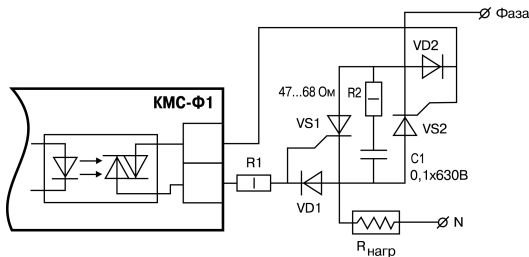 Фаза
VD2
КМС-Ф1
47...68 Ом
R2
VS1
VS2
R1
C1
0,1х630В
VD1
N
Rнагр